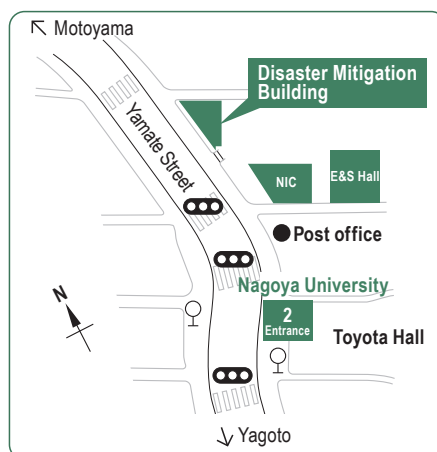 Motoyama
Disaster Mitigation
Building
Yamate Street
NIC
E&S Hall
Post office
Nagoya University
N
2
Entrance
Toyota Hall
Yagoto